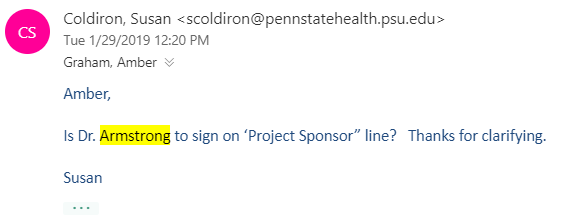 CS
Coldiron, Susan <scoldiron@pennstatehealth.psu.edu>
Tue 1/29/2019 12:20 PM
Graham, Amber
Amber,
Is Dr. Armstrong to sign on ‘Project Sponsor” line?   Thanks for clarifying.
Susan
...